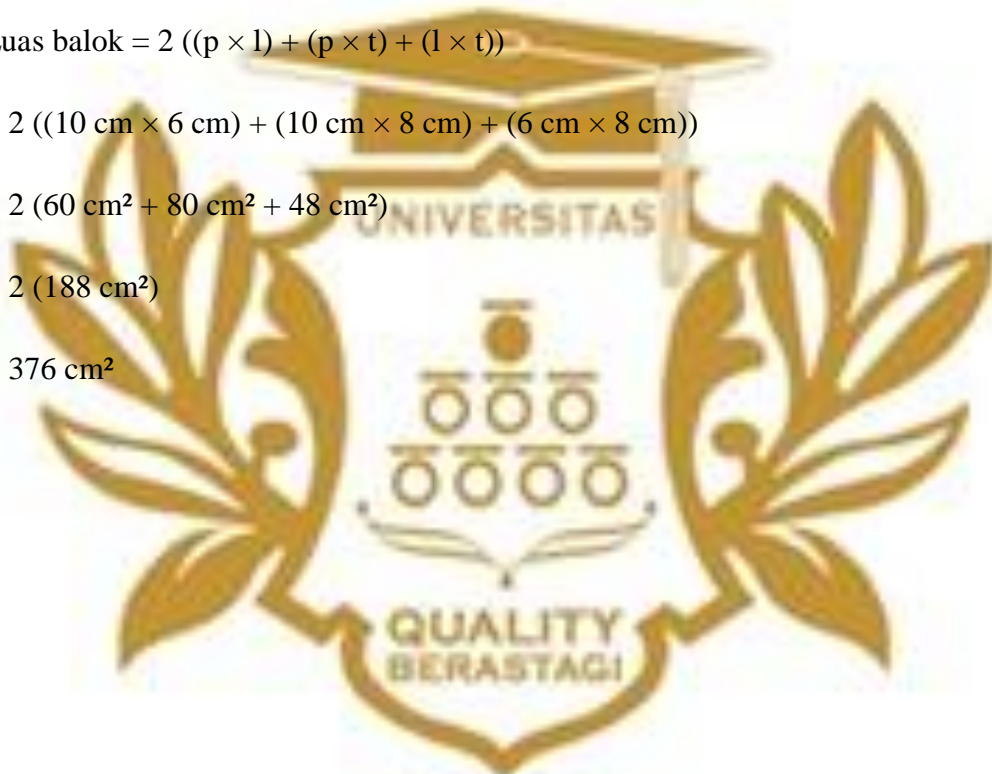 uas balok = 2 ((p × l) + (p × t) + (l × t))
2 ((10 cm × 6 cm) + (10 cm × 8 cm) + (6 cm × 8 cm))
2 (60 cm² + 80 cm² + 48 cm²)
UNIVERSITAS
2 (188 cm²)
376 cm²
QUALITY
BERASTAGI